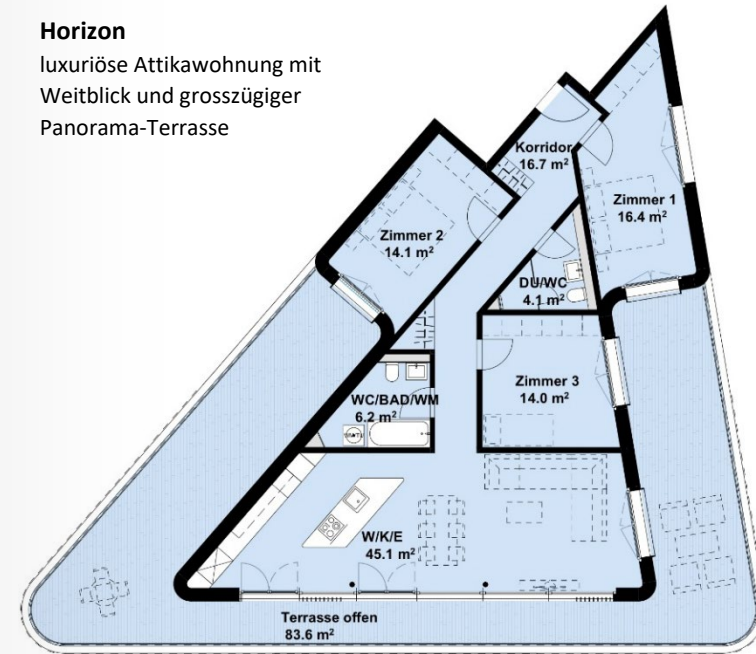 Horizon
luxuriöse Attikawohnung mit
Weitblick und grosszügiger
Panorama-Terrasse
Korridor
16.7 m²
Zimmer 1
16.4 m²
Zimmer 2
14.1 m²
DU/WC
4.1 m²
Zimmer 3
14.0 m²
WC/BAD/WM
6.2 m²
W/K/E
45.1 m²
Terrasse offen
83.6 m²